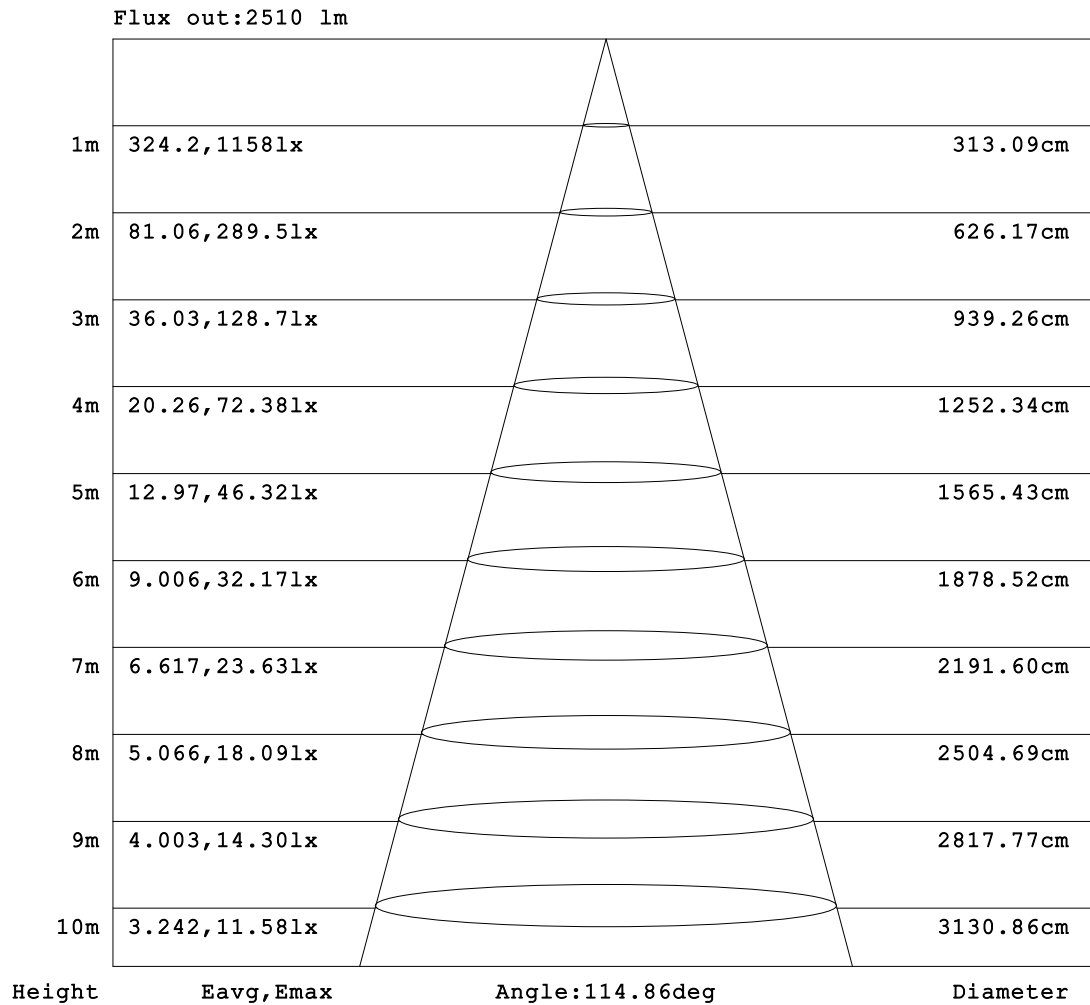 Flux out:2510 lm
1m 324.2,1158lx 313.09cm
2m 81.06,289.5lx 626.17cm
3m 36.03,128.7lx 939.26cm
4m 20.26,72.38lx 1252.34cm
5m 12.97,46.32lx 1565.43cm
6m 9.006,32.17lx 1878.52cm
7m 6.617,23.63lx 2191.60cm
8m 5.066,18.09lx 2504.69cm
9m 4.003,14.30lx 2817.77cm
10m 3.242,11.58lx 3130.86cm
Height Eavg,Emax Angle:114.86deg Diameter